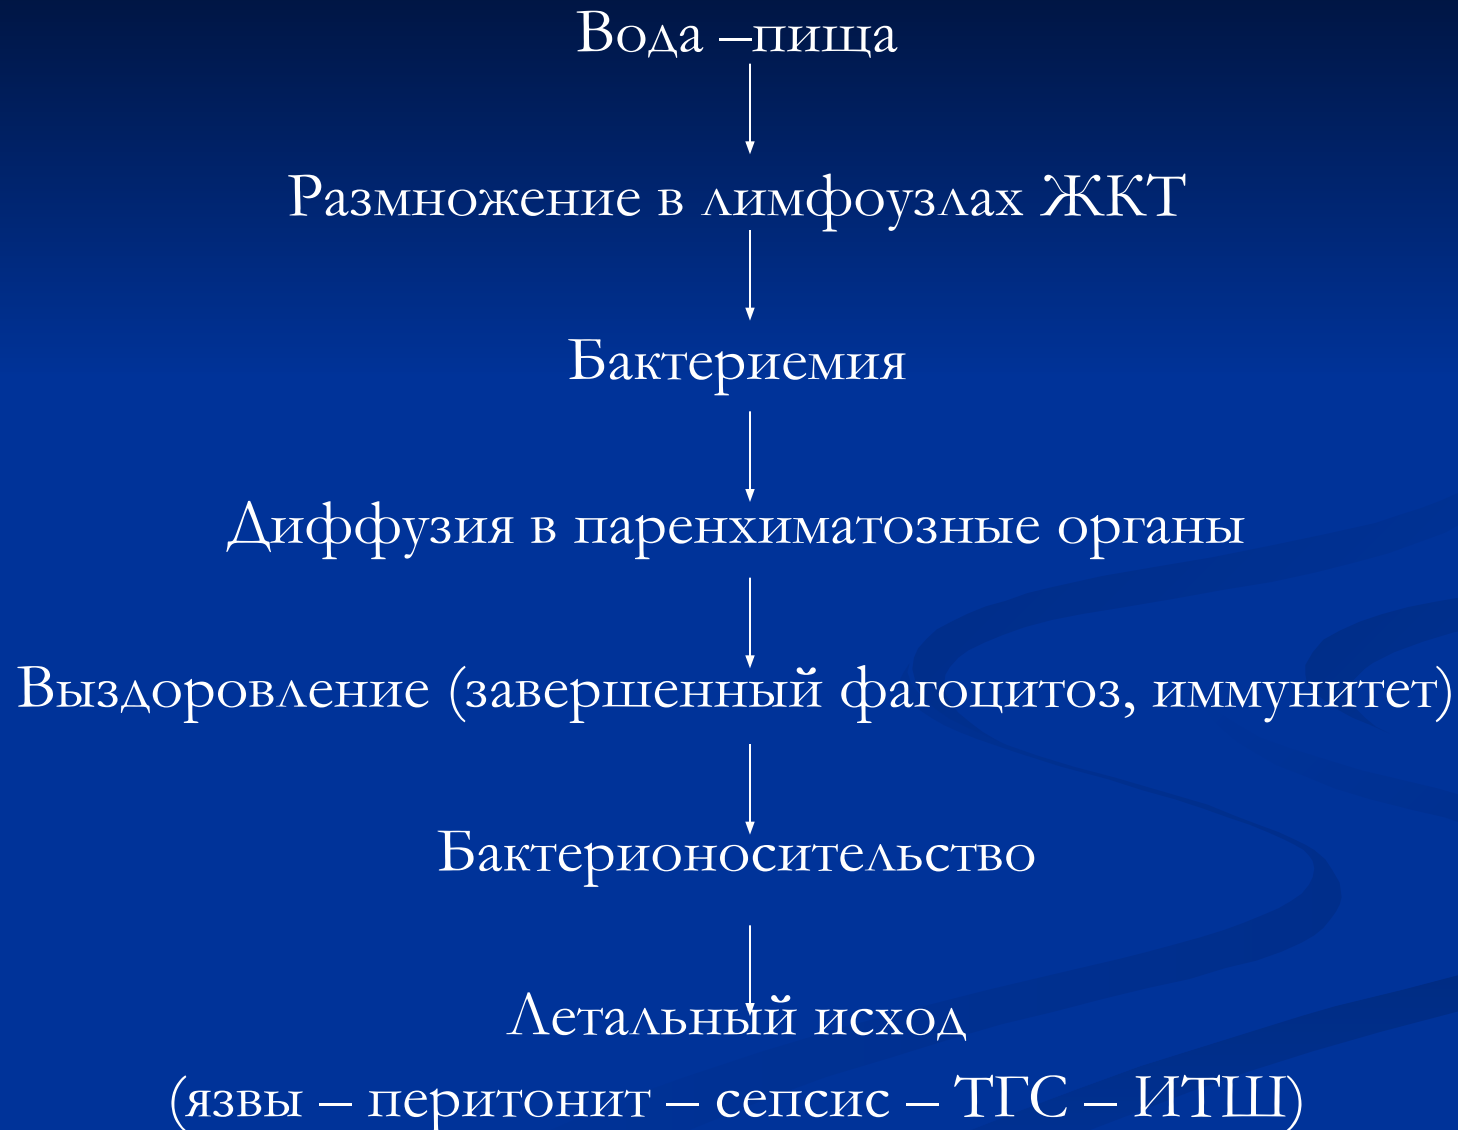 Вода –пища
Размножение в лимфоузлах ЖКТ
Бактериемия
Диффузия в паренхиматозные органы
Выздоровление (завершенный фагоцитоз, иммунитет)
Бактерионосительство
Летальный исход
(язвы – перитонит – сепсис – ТГС – ИТШ)